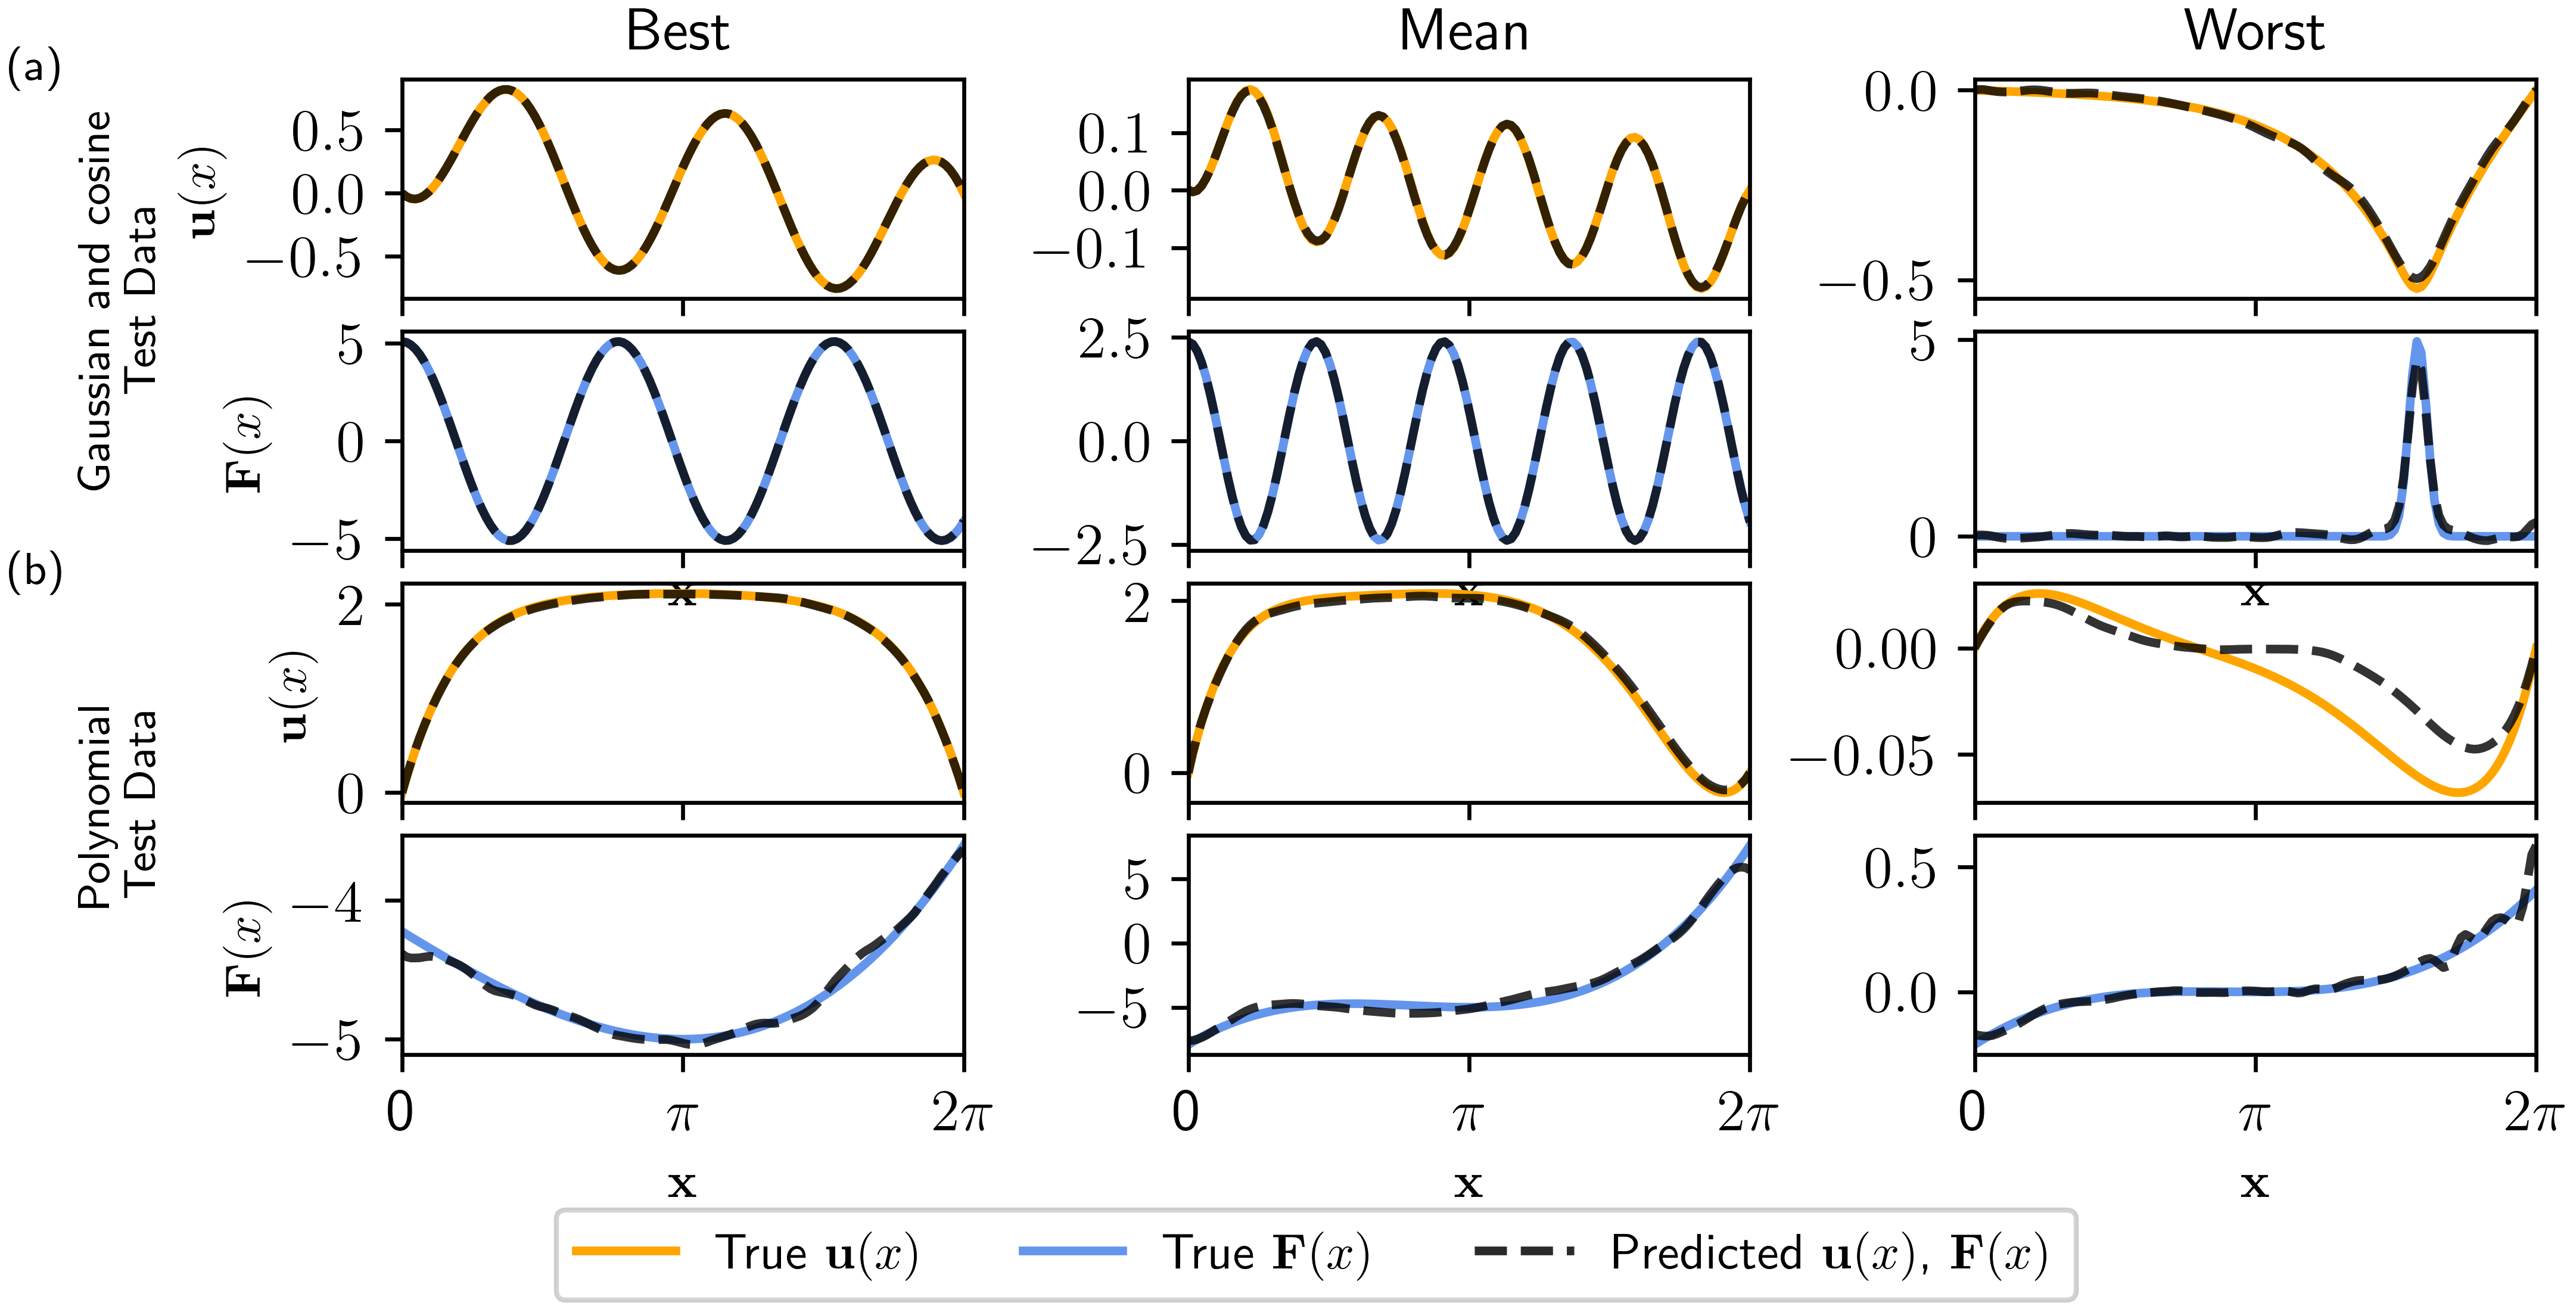 Best Mean Worst
(a)
Gaussian and cosine
Test Data
u(x)
0.5
0.0
−0.5
0.1
0.0
−0.1
0.0
−0.5
F(x)
5
0
−5
2.5
0.0
−2.5
5
0
(b)
Polynomial
Test Data
u(x)
2
0
x
2
0
x
0.00
−0.05
x
F(x)
−4
−5
5
0
−5
0.5
0.0
0 π 2π 0 π 2π 0 π 2π
x x x
True u(x) True F(x) Predicted u(x), F(x)